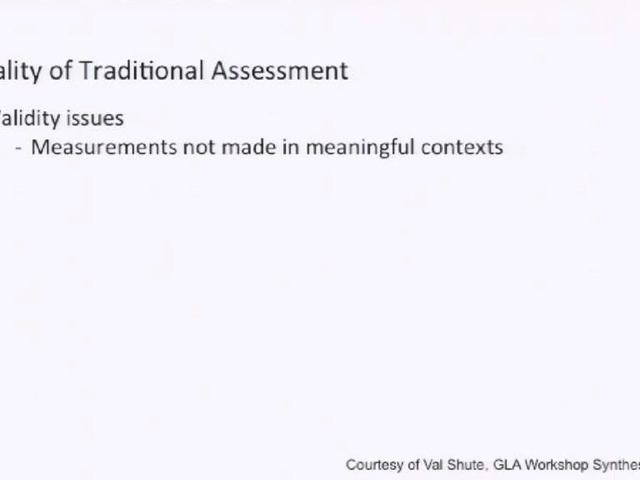 ality of Traditional Assessment
alidity issues
- Measurements not made in meaningful contexts
Courtesy of Val Shute, GLA Workshop Synthes